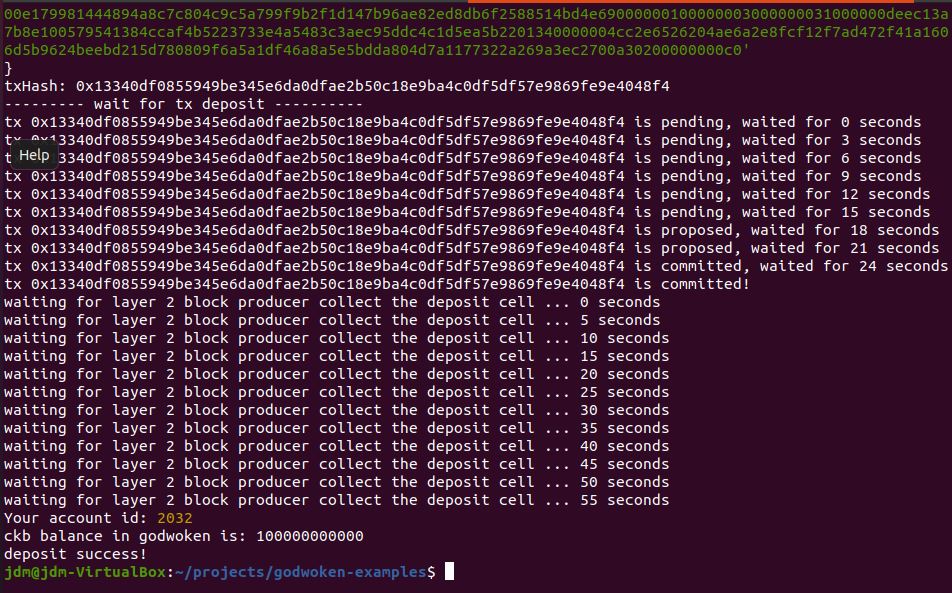 00e179981444894a8c7c804c9c5a799f9b2f1d147b96ae82ed8db6f2588514bd4e69000000010000000300000031000000deec13a
7b8e100579541384ccaf4b5223733e4a5483c3aec95ddc4c1d5ea5b2201340000004cc2e6526204ae6a2e8fcf12f7ad472f41a160
6d5b9624beebd215d780809f6a5a1df46a8a5e5bdda804d7a1177322a269a3ec2700a30200000000c0'
}
txHash: 0x13340df0855949be345e6da0dfae2b50c18e9ba4c0df5df57e9869fe9e4048f4
--------- wait for tx deposit ----------
tx 0x13340df0855949be345e6da0dfae2b50c18e9ba4c0df5df57e9869fe9e4048f4 is pending, waited for 0 seconds
0x13340df0855949be345e6da0dfae2b50c18e9ba4c0df5df57e9869fe9e4048f4 is pending, waited for 3 seconds
Help
0x13340df0855949be345e6da0dfae2b50c18e9ba4c0df5df57e9869fe9e4048f4 is pending, waited for 6 seconds
tx 0x13340df0855949be345e6da0dfae2b50c18e9ba4c0df5df57e9869fe9e4048f4 is pending, waited for 9 seconds
tx 0x13340df0855949be345e6da0dfae2b50c18e9ba4c0df5df57e9869fe9e4048f4 is pending, waited for 12 seconds
tx 0x13340df0855949be345e6da0dfae2b50c18e9ba4c0df5df57e9869fe9e4048f4 is pending, waited for 15 seconds
tx 0x13340df0855949be345e6da0dfae2b50c18e9ba4c0df5df57e9869fe9e4048f4 is proposed, waited for 18 seconds
tx 0x13340df0855949be345e6da0dfae2b50c18e9ba4c0df5df57e9869fe9e4048f4 is proposed, waited for 21 seconds
tx 0x13340df0855949be345e6da0dfae2b50c18e9ba4c0df5df57e9869fe9e4048f4 is committed, waited for 24 seconds
tx 0x13340df0855949be345e6da0dfae2b50c18e9ba4c0df5df57e9869fe9e4048f4 is committed!
waiting for layer 2 block producer collect the deposit cell ... 0 seconds
waiting for layer 2 block producer collect the deposit cell ... 5 seconds
waiting for layer 2 block producer collect the deposit cell ... 10 seconds
waiting for layer 2 block producer collect the deposit cell ... 15 seconds
waiting for layer 2 block producer collect the deposit cell ... 20 seconds
waiting for layer 2 block producer collect the deposit cell ... 25 seconds
waiting for layer 2 block producer collect the deposit cell ... 30 seconds
waiting for layer 2 block producer collect the deposit cell ... 35 seconds
waiting for layer 2 block producer collect the deposit cell ... 40 seconds
waiting for layer 2 block producer collect the deposit cell ... 45 seconds
waiting for layer 2 block producer collect the deposit cell ... 50 seconds
waiting for layer 2 block producer collect the deposit cell ... 55 seconds
Your account id: 2032
ckb balance in godwoken is: 100000000000
deposit success!
jdm@jdm-VirtualBox:~/projects/godwoken-examples$